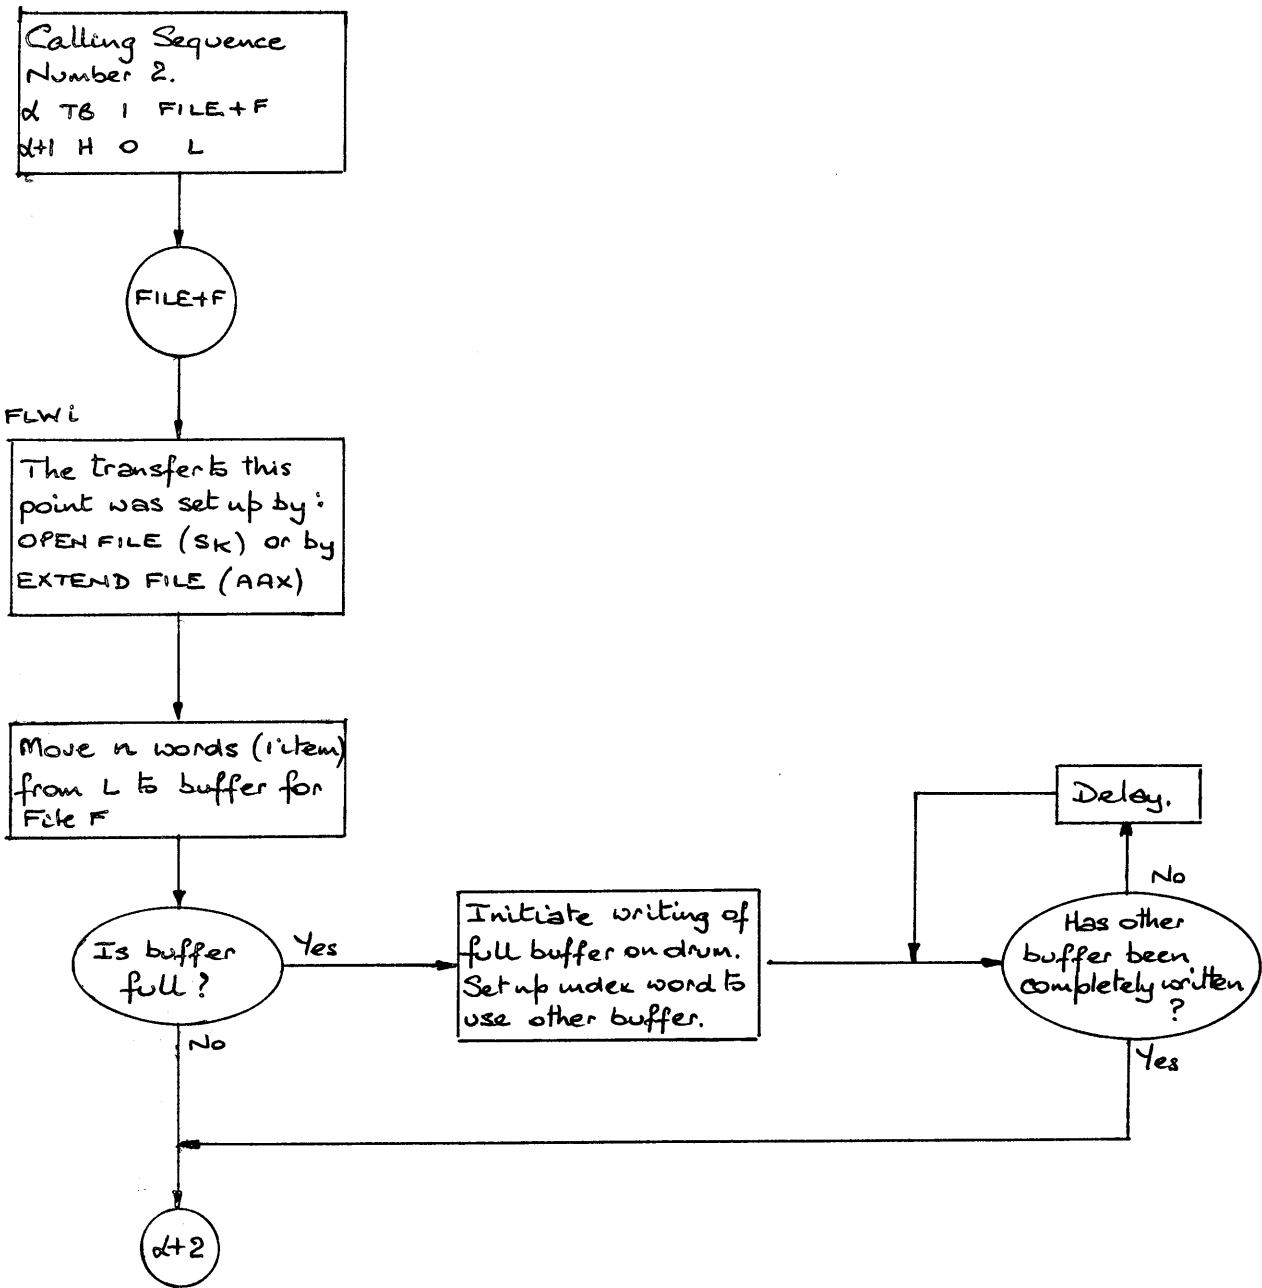 Calling Sequence
Number 2.
α TB 1 FILE+F
α+1 H 0 L
FILE+F
FLWi
The transfer to this
point was set up by:
OPEN FILE (SK) or by
EXTEND FILE (AAX)
Move n words (1 item)
from L to buffer for
File F
Delay.
No
Is buffer
full?
Yes
Initiate writing of
full buffer on drum.
Set up index word to
use other buffer.
Has other
buffer been
completely written
?
No
Yes
α+2